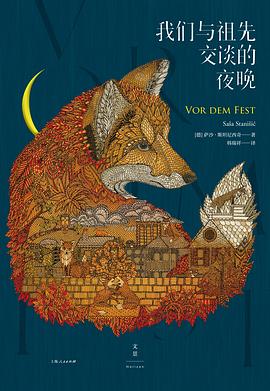 我们与祖先
交谈的
夜晚
VOR DEM FEST
Saša Stanišić
[德] 萨沙·斯坦尼西奇 — 著
韩瑞祥 — 译
上海人民出版社
文景
Horizon